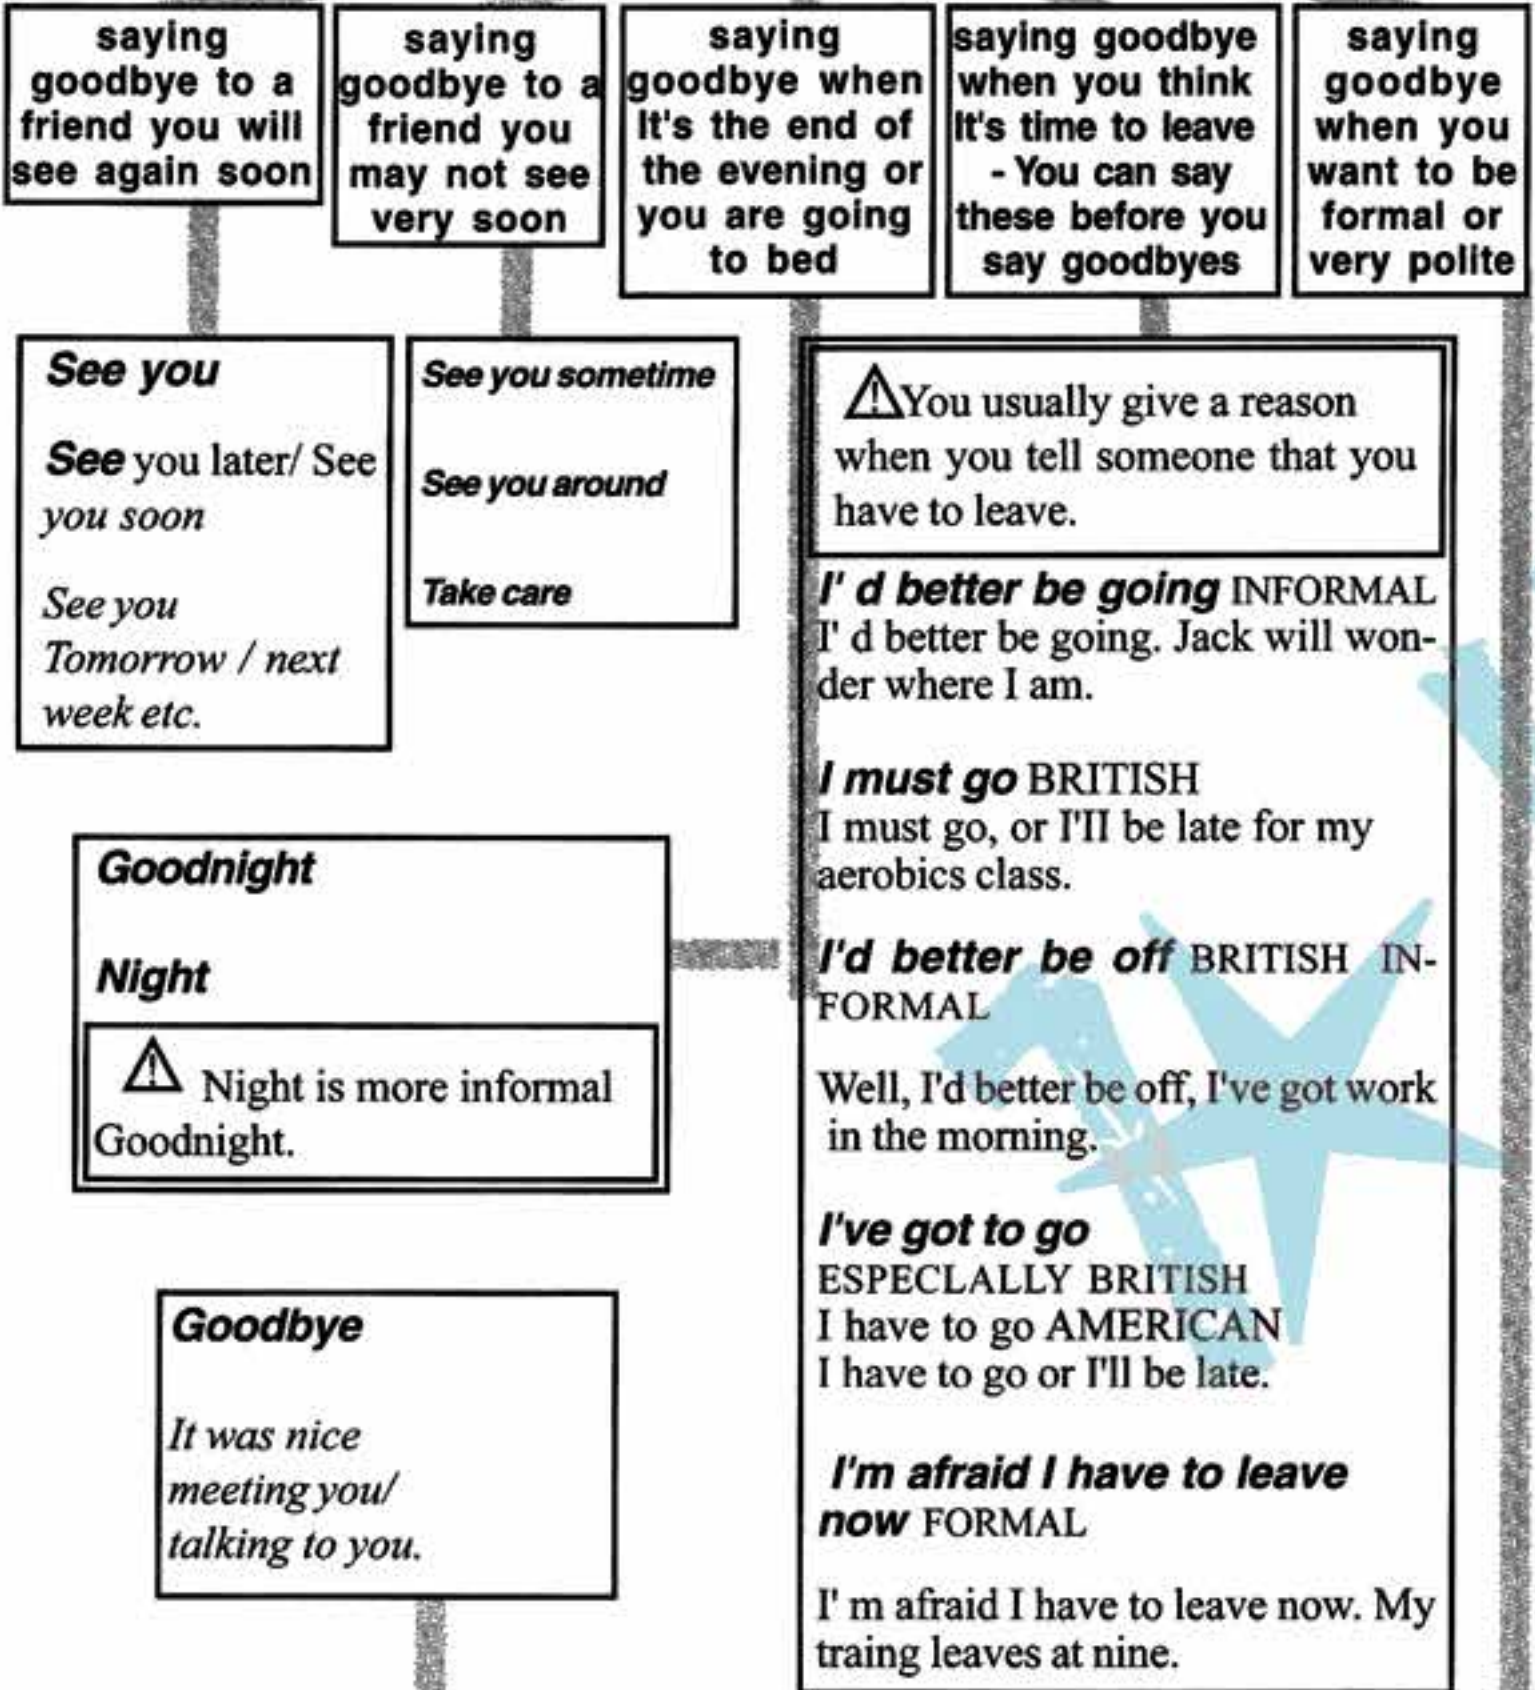 saying
goodbye to a
friend you will
see again soon
saying
goodbye to a
friend you
may not see
very soon
saying
goodbye when
It's the end of
the evening or
you are going
to bed
saying goodbye
when you think
It's time to leave
- You can say
these before you
say goodbyes
saying
goodbye
when you
want to be
formal or
very polite
See you
See you later/ See
you soon
See you
Tomorrow / next
week etc.
See you sometime
See you around
Take care
⚠You usually give a reason
when you tell someone that you
have to leave.
I' d better be going INFORMAL
I' d better be going. Jack will won-
der where I am.
I must go BRITISH
I must go, or I'II be late for my
aerobics class.
I'd better be off BRITISH IN-
FORMAL
Well, I'd better be off, I've got work
in the morning.
I've got to go
ESPECLALLY BRITISH
I have to go AMERICAN
I have to go or I'll be late.
I'm afraid I have to leave
now FORMAL
I' m afraid I have to leave now. My
traing leaves at nine.
Goodnight
Night
⚠ Night is more informal
Goodnight.
Goodbye
It was nice
meeting you/
talking to you.